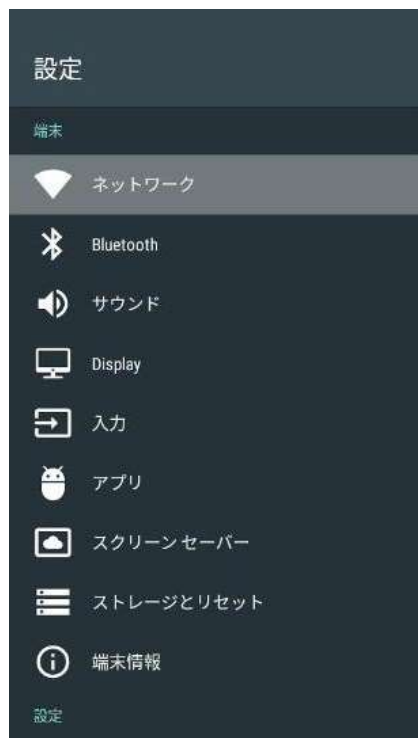 設定
端末
ネットワーク
Bluetooth
サウンド
Display
入力
アプリ
スクリーン セーバー
ストレージとリセット
端末情報
設定